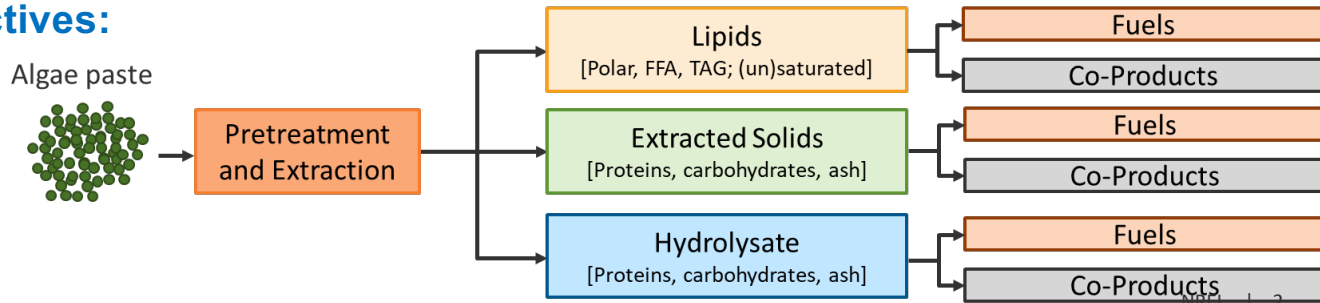 ctives:
Algae paste
Pretreatment
and Extraction
Lipids
[Polar, FFA, TAG; (un)saturated]
Extracted Solids
[Proteins, carbohydrates, ash]
Hydrolysate
[Proteins, carbohydrates, ash]
Fuels
Co-Products
Fuels
Co-Products
Fuels
Co-Products